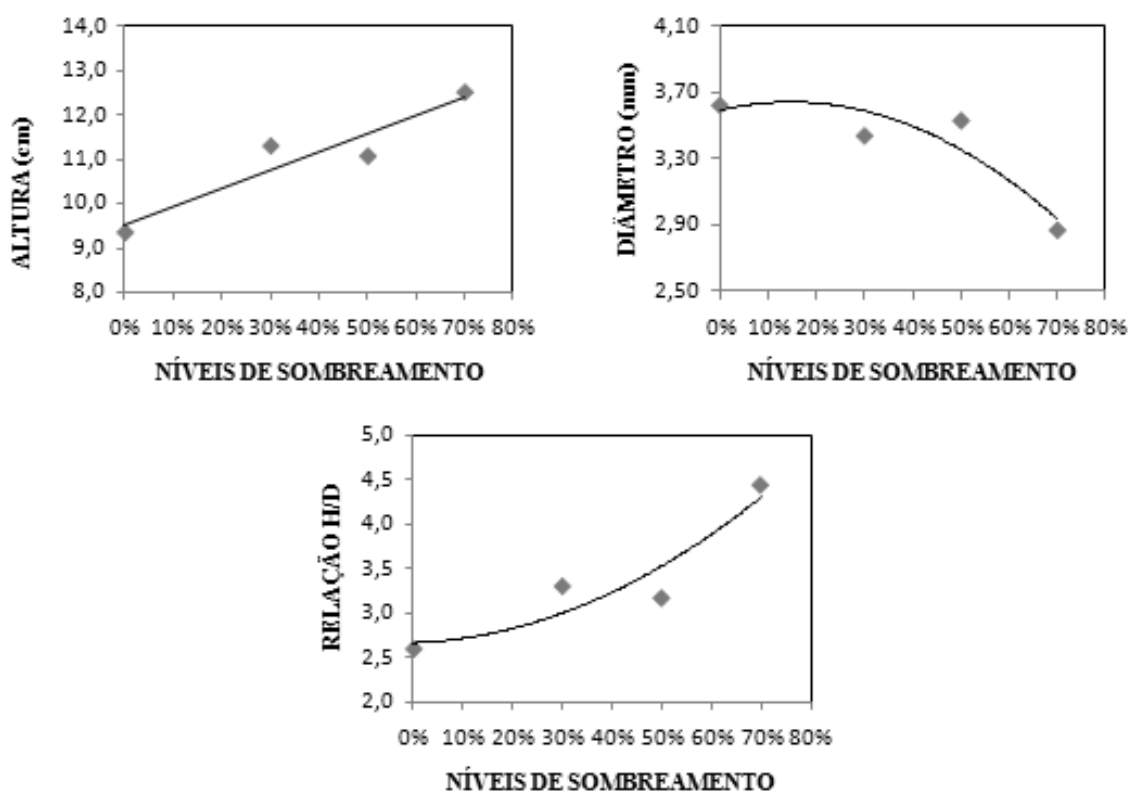 ALTURA (cm)
14,0
13,0
12,0
11,0
10,0
9,0
8,0
0% 10% 20% 30% 40% 50% 60% 70% 80%
NÍVEIS DE SOMBREAMENTO
DIÂMETRO (mm)
4,10
3,70
3,30
2,90
2,50
0% 10% 20% 30% 40% 50% 60% 70% 80%
NÍVEIS DE SOMBREAMENTO
RELAÇÃO H/D
5,0
4,5
4,0
3,5
3,0
2,5
2,0
0% 10% 20% 30% 40% 50% 60% 70% 80%
NÍVEIS DE SOMBREAMENTO